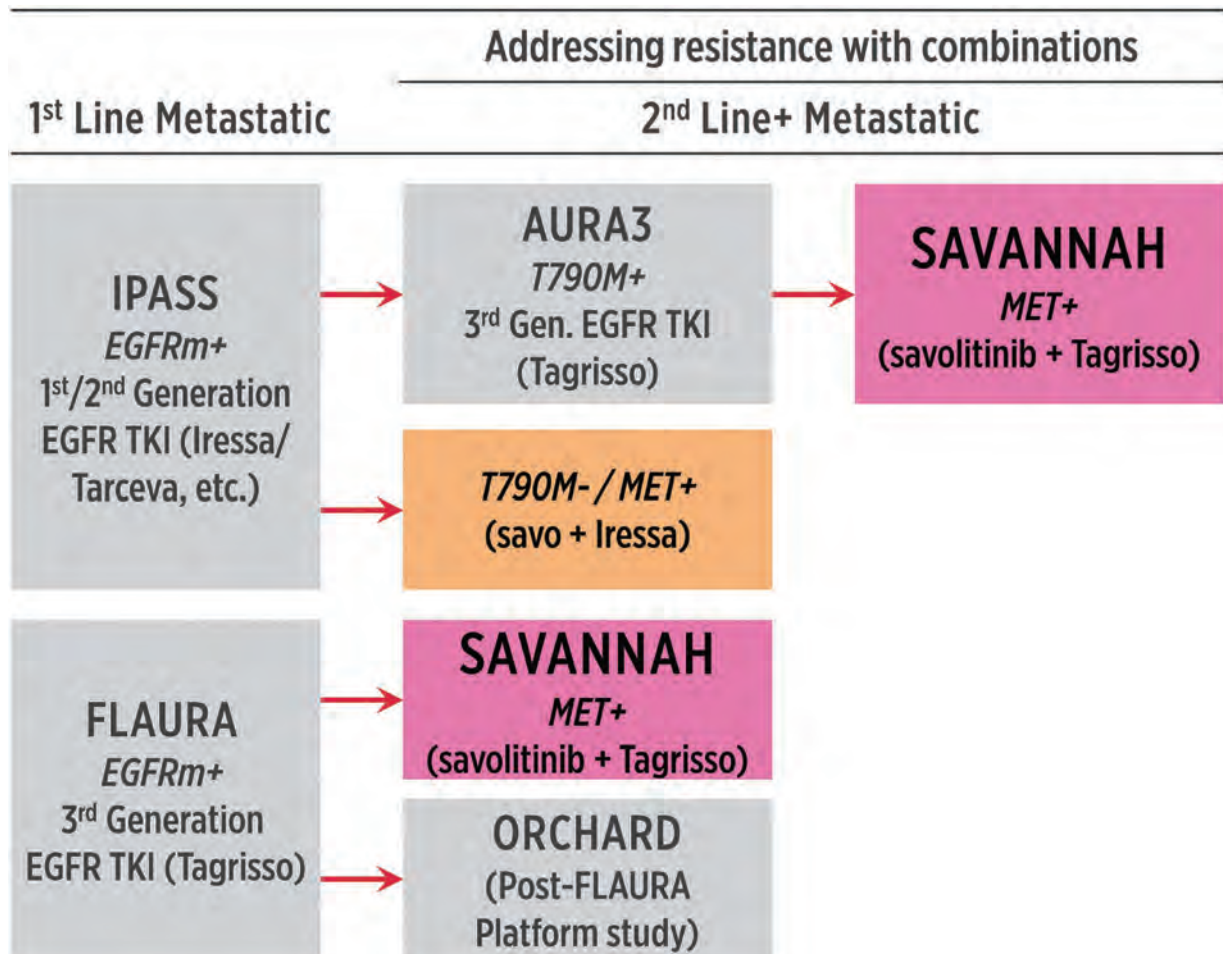 Addressing resistance with combinations
1st Line Metastatic
2nd Line+ Metastatic
IPASS
EGFRm+
1st/2nd Generation
EGFR TKI (Iressa/
Tarceva, etc.)
AURA3
T790M+
3rd Gen. EGFR TKI
(Tagrisso)
SAVANNAH
MET+
(savolitinib + Tagrisso)
T790M- / MET+
(savo + Iressa)
FLAURA
EGFRm+
3rd Generation
EGFR TKI (Tagrisso)
SAVANNAH
MET+
(savolitinib + Tagrisso)
ORCHARD
(Post-FLAURA
Platform study)